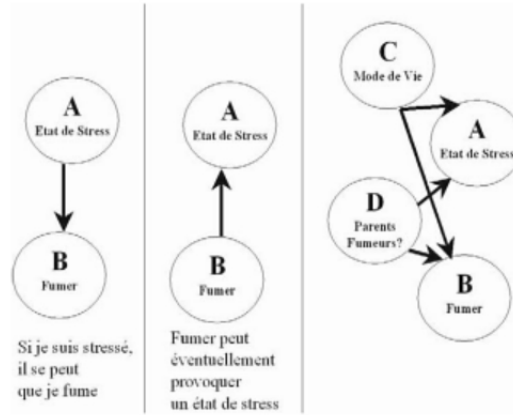 A
Etat de Stress
B
Fumer
Si je suis stressé,
il se peut
que je fume
A
Etat de Stress
B
Fumer
Fumer peut
éventuellement
provoquer
un état de stress
C
Mode de Vie
A
Etat de Stress
D
Parents
Fumeurs?
B
Fumer